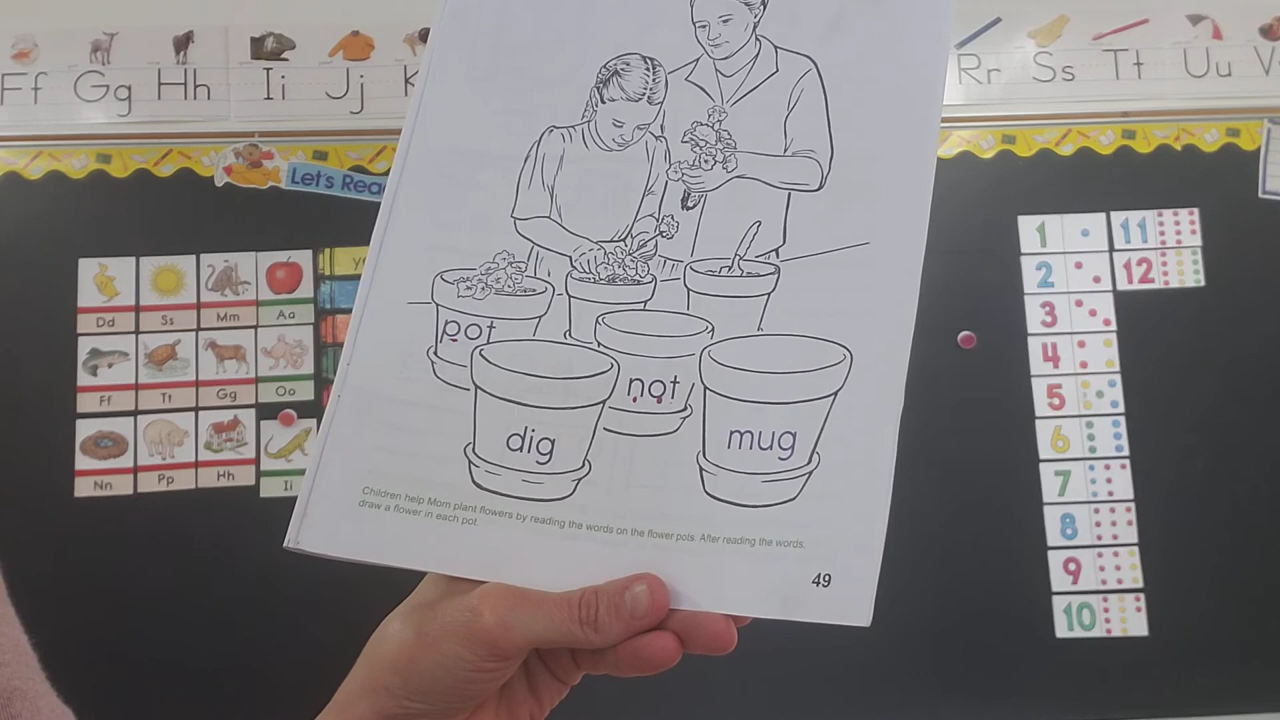 Ff Gg Hh Ii Jj K
Rr Ss Tt Uu V
Let's Rea
Dd Ss Mm Aa
Ff Tt Gg Oo
Nn Pp Hh Ii
pot
not
dig
mug
Children help Mom plant flowers by reading the words on the flower pots. After reading the words,
draw a flower in each pot.
49
1 11
2 12
3
4
5
6
7
8
9
10